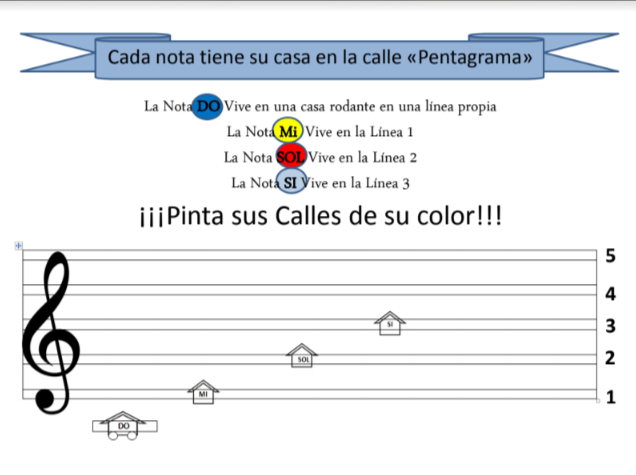 Cada nota tiene su casa en la calle «Pentagrama»
La Nota DO Vive en una casa rodante en una línea propia
La Nota Mi Vive en la Línea 1
La Nota SOL Vive en la Línea 2
La Nota SI Vive en la Línea 3
¡¡¡Pinta sus Calles de su color!!!
5
4
3
SI
2
SOL
1
MI
DO